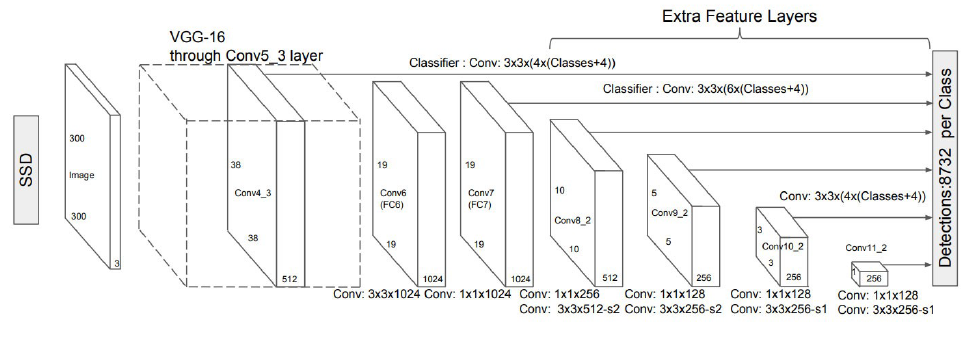 Extra Feature Layers
VGG-16
through Conv5_3 layer
Classifier : Conv: 3x3x(4x(Classes+4))
Classifier : Conv: 3x3x(6x(Classes+4))
SSD
300
Image
300
3
38
Conv4_3
38
512
19
Conv6
(FC6)
19
1024
19
Conv7
(FC7)
19
1024
10
Conv8_2
10
512
5
Conv9_2
5
256
Conv: 3x3x(4x(Classes+4))
3
Conv10_2
3
256
Conv11_2
1
256
Detections:8732 per Class
Conv: 3x3x1024
Conv: 1x1x1024
Conv: 1x1x256
Conv: 3x3x512-s2
Conv: 1x1x128
Conv: 3x3x256-s2
Conv: 1x1x128
Conv: 3x3x256-s1
Conv: 1x1x128
Conv: 3x3x256-s1